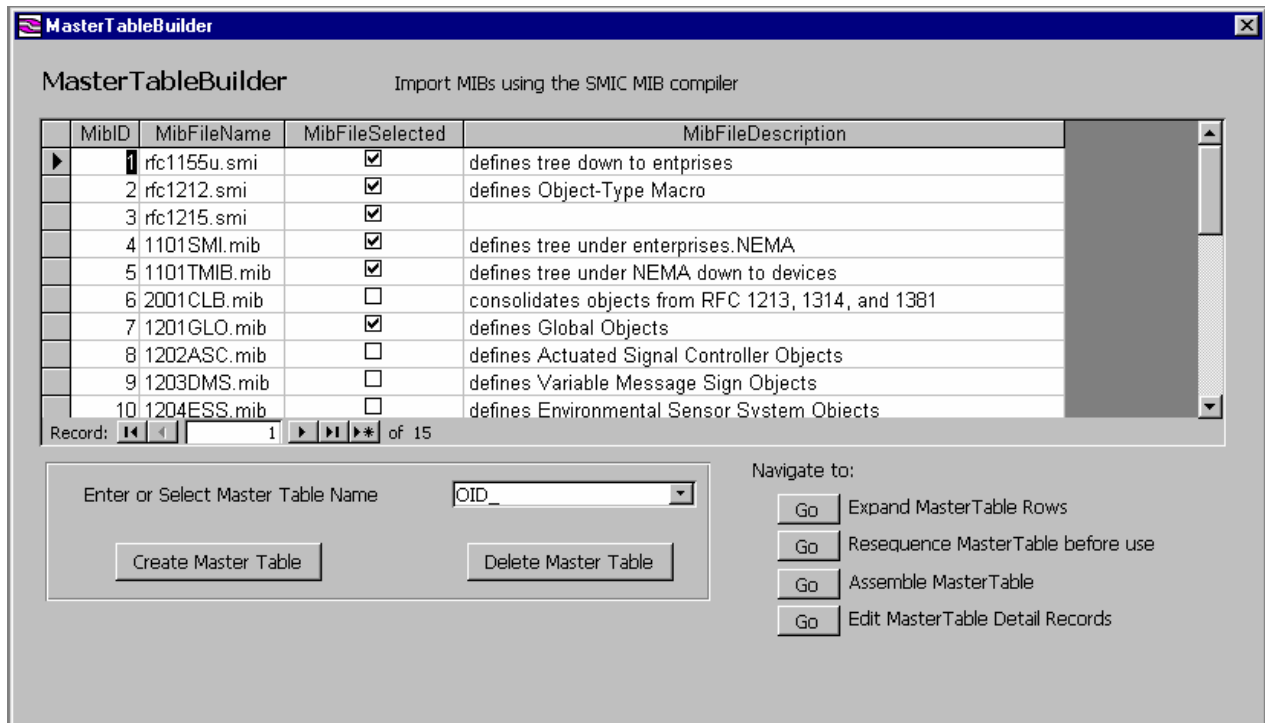 MasterTableBuilder
MasterTableBuilder Import MIBs using the SMIC MIB compiler
MibID MibFileName MibFileSelected MibFileDescription
1 rfc1155u.smi defines tree down to entprises
2 rfc1212.smi defines Object-Type Macro
3 rfc1215.smi
4 1101SMI.mib defines tree under enterprises.NEMA
5 1101TMIB.mib defines tree under NEMA down to devices
6 2001CLB.mib consolidates objects from RFC 1213, 1314, and 1381
7 1201GLO.mib defines Global Objects
8 1202ASC.mib defines Actuated Signal Controller Objects
9 1203DMS.mib defines Variable Message Sign Objects
10 1204ESS.mib defines Environmental Sensor System Objects
Record: 1 of 15
Enter or Select Master Table Name OID_
Create Master Table Delete Master Table
Navigate to:
Go Expand MasterTable Rows
Go Resequence MasterTable before use
Go Assemble MasterTable
Go Edit MasterTable Detail Records